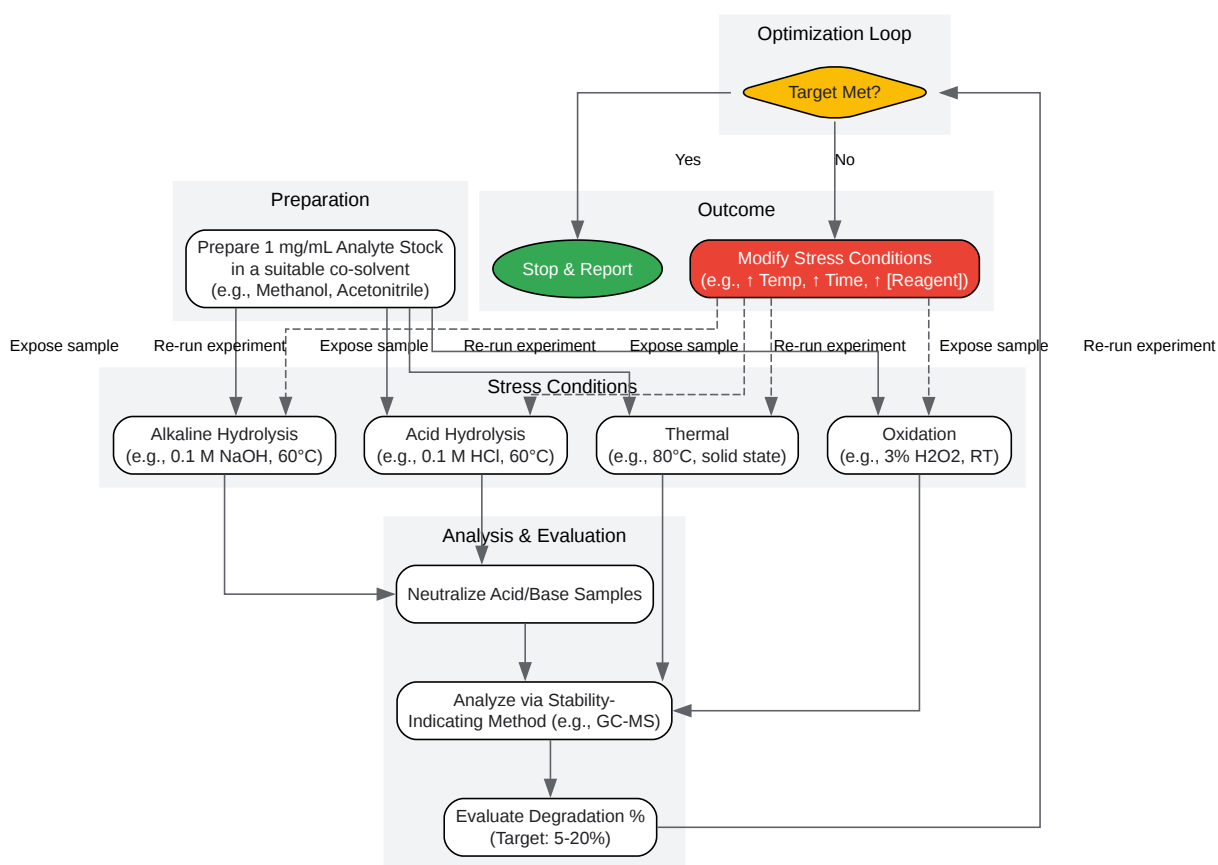 Optimization Loop
Target Met?
Yes
No
Preparation
Outcome
Prepare 1 mg/mL Analyte Stock
in a suitable co-solvent
(e.g., Methanol, Acetonitrile)
Stop & Report
Modify Stress Conditions
(e.g., ↑ Temp, ↑ Time, ↑ [Reagent])
Expose sample
Re-run experiment
Expose sample
Re-run experiment
Expose sample
Re-run experiment
Expose sample
Re-run experiment
Stress Conditions
Alkaline Hydrolysis
(e.g., 0.1 M NaOH, 60°C)
Acid Hydrolysis
(e.g., 0.1 M HCl, 60°C)
Thermal
(e.g., 80°C, solid state)
Oxidation
(e.g., 3% H2O2, RT)
Analysis & Evaluation
Neutralize Acid/Base Samples
Analyze via Stability-
Indicating Method (e.g., GC-MS)
Evaluate Degradation %
(Target: 5-20%)